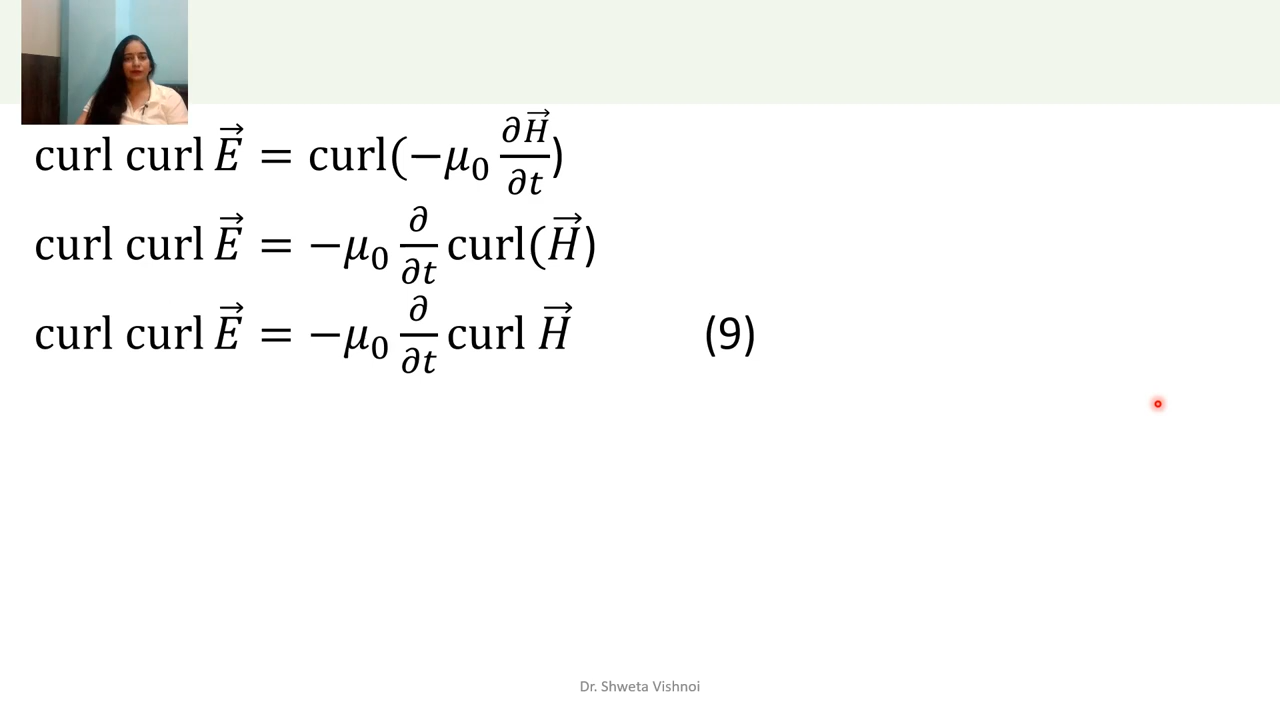 curl curl E⃗ = curl(−μ₀ ∂H⃗/∂t)
curl curl E⃗ = −μ₀ ∂/∂t curl(H⃗)
curl curl E⃗ = −μ₀ ∂/∂t curl H⃗ (9)
Dr. Shweta Vishnoi